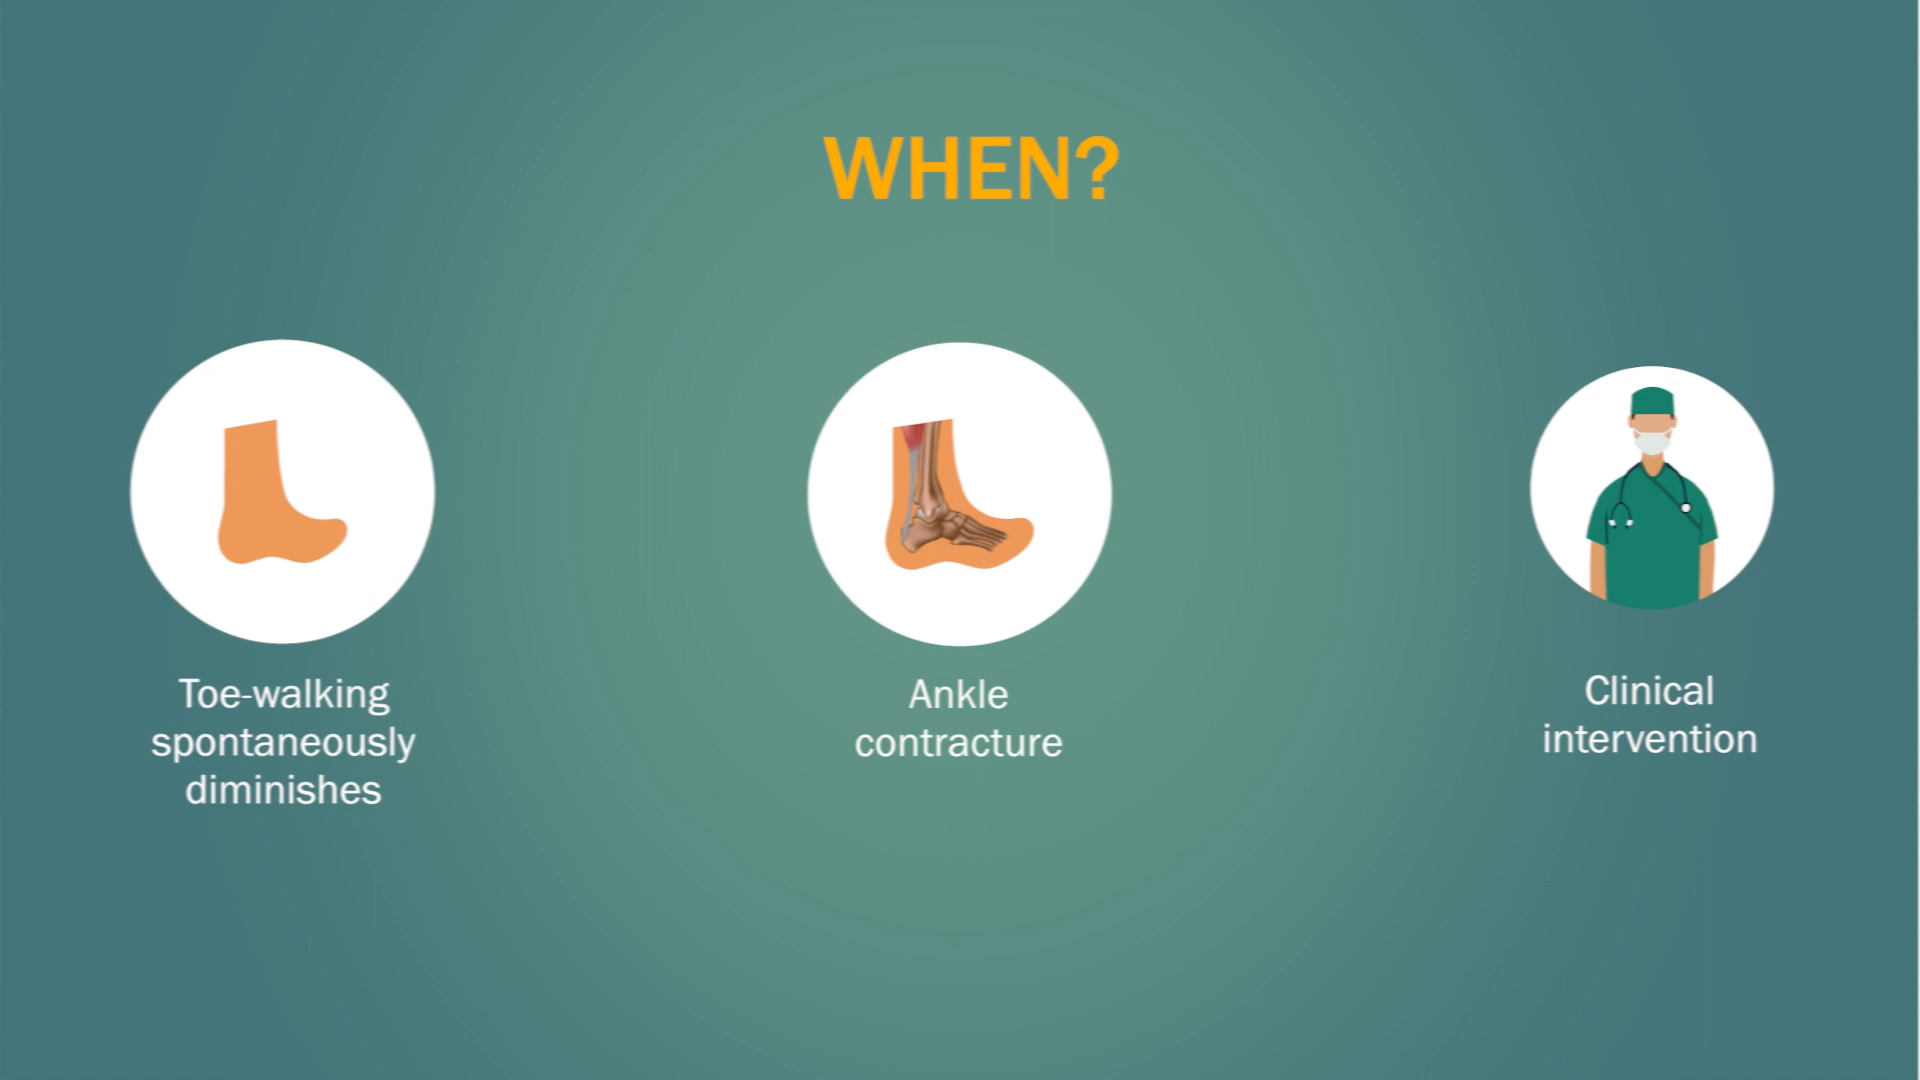 WHEN?
Toe-walking
spontaneously
diminishes
Ankle
contracture
Clinical
intervention